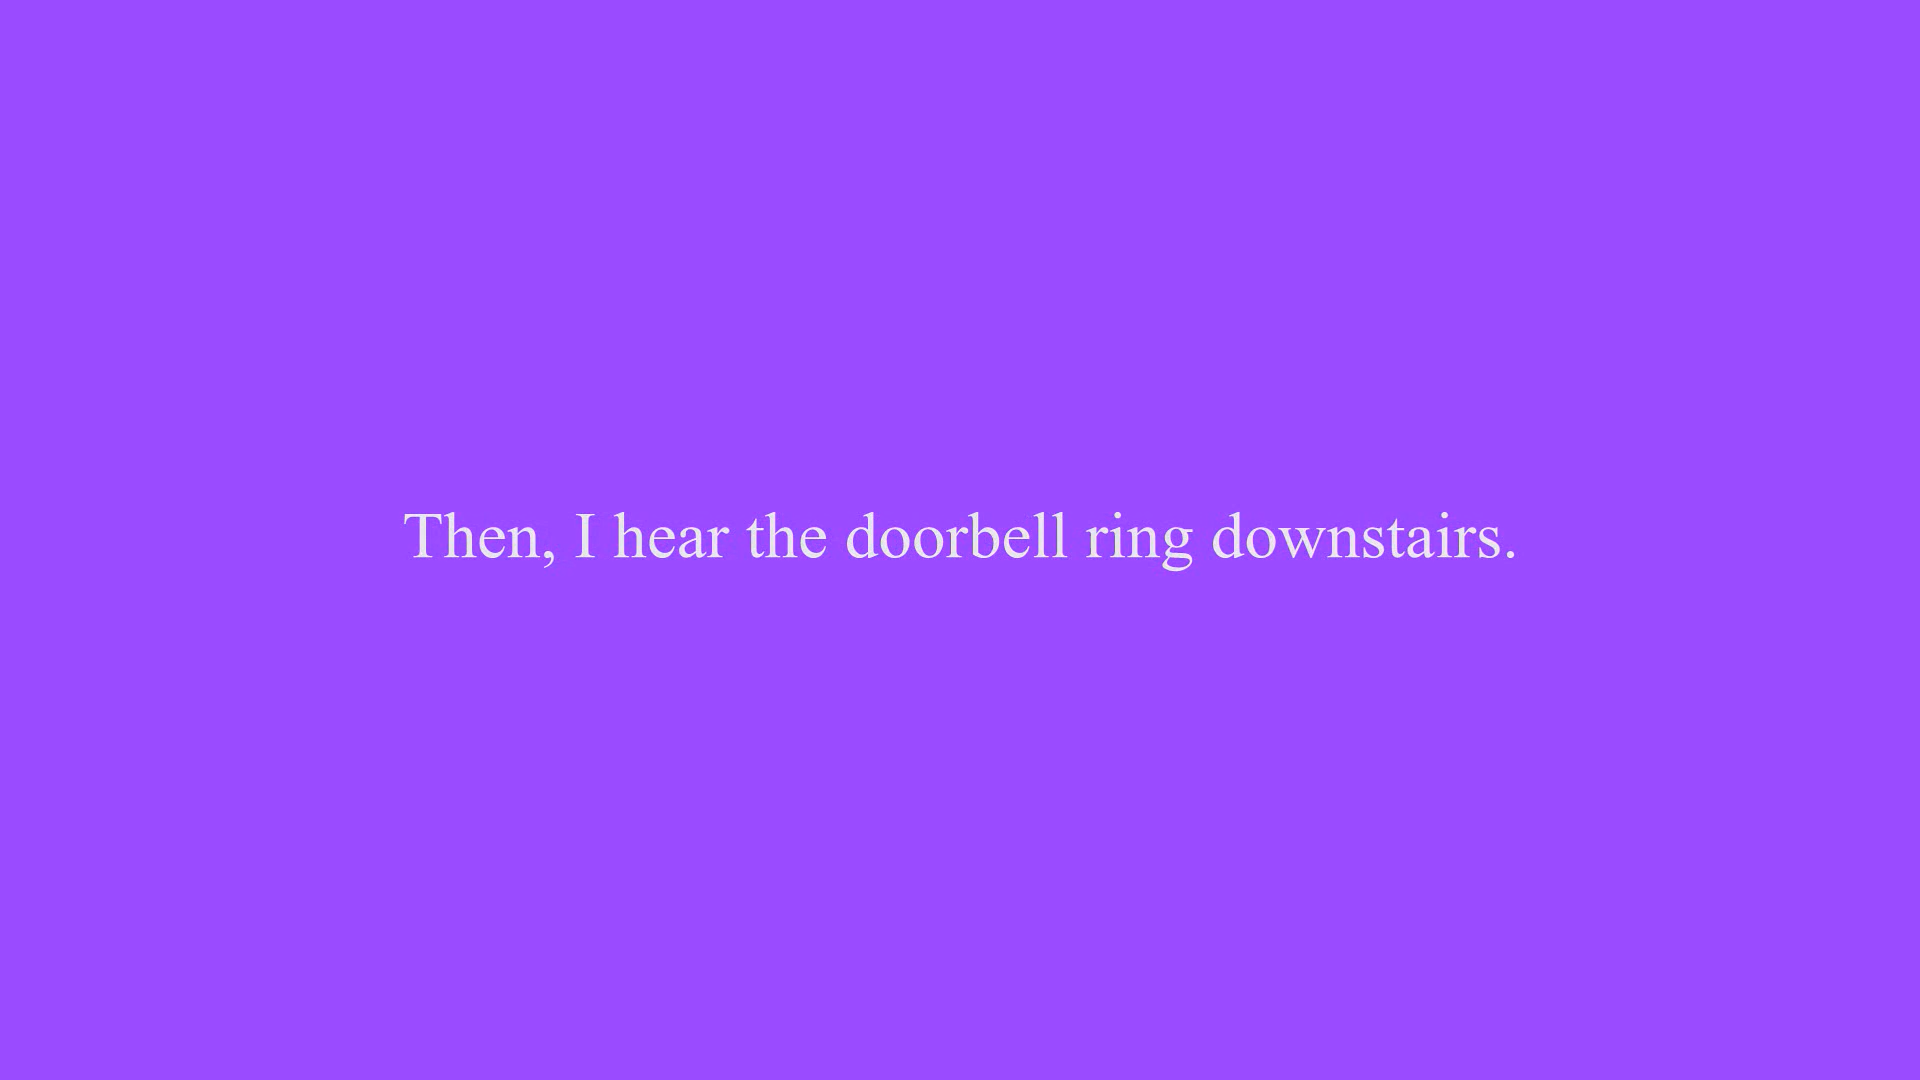 Then, I hear the doorbell ring downstairs.